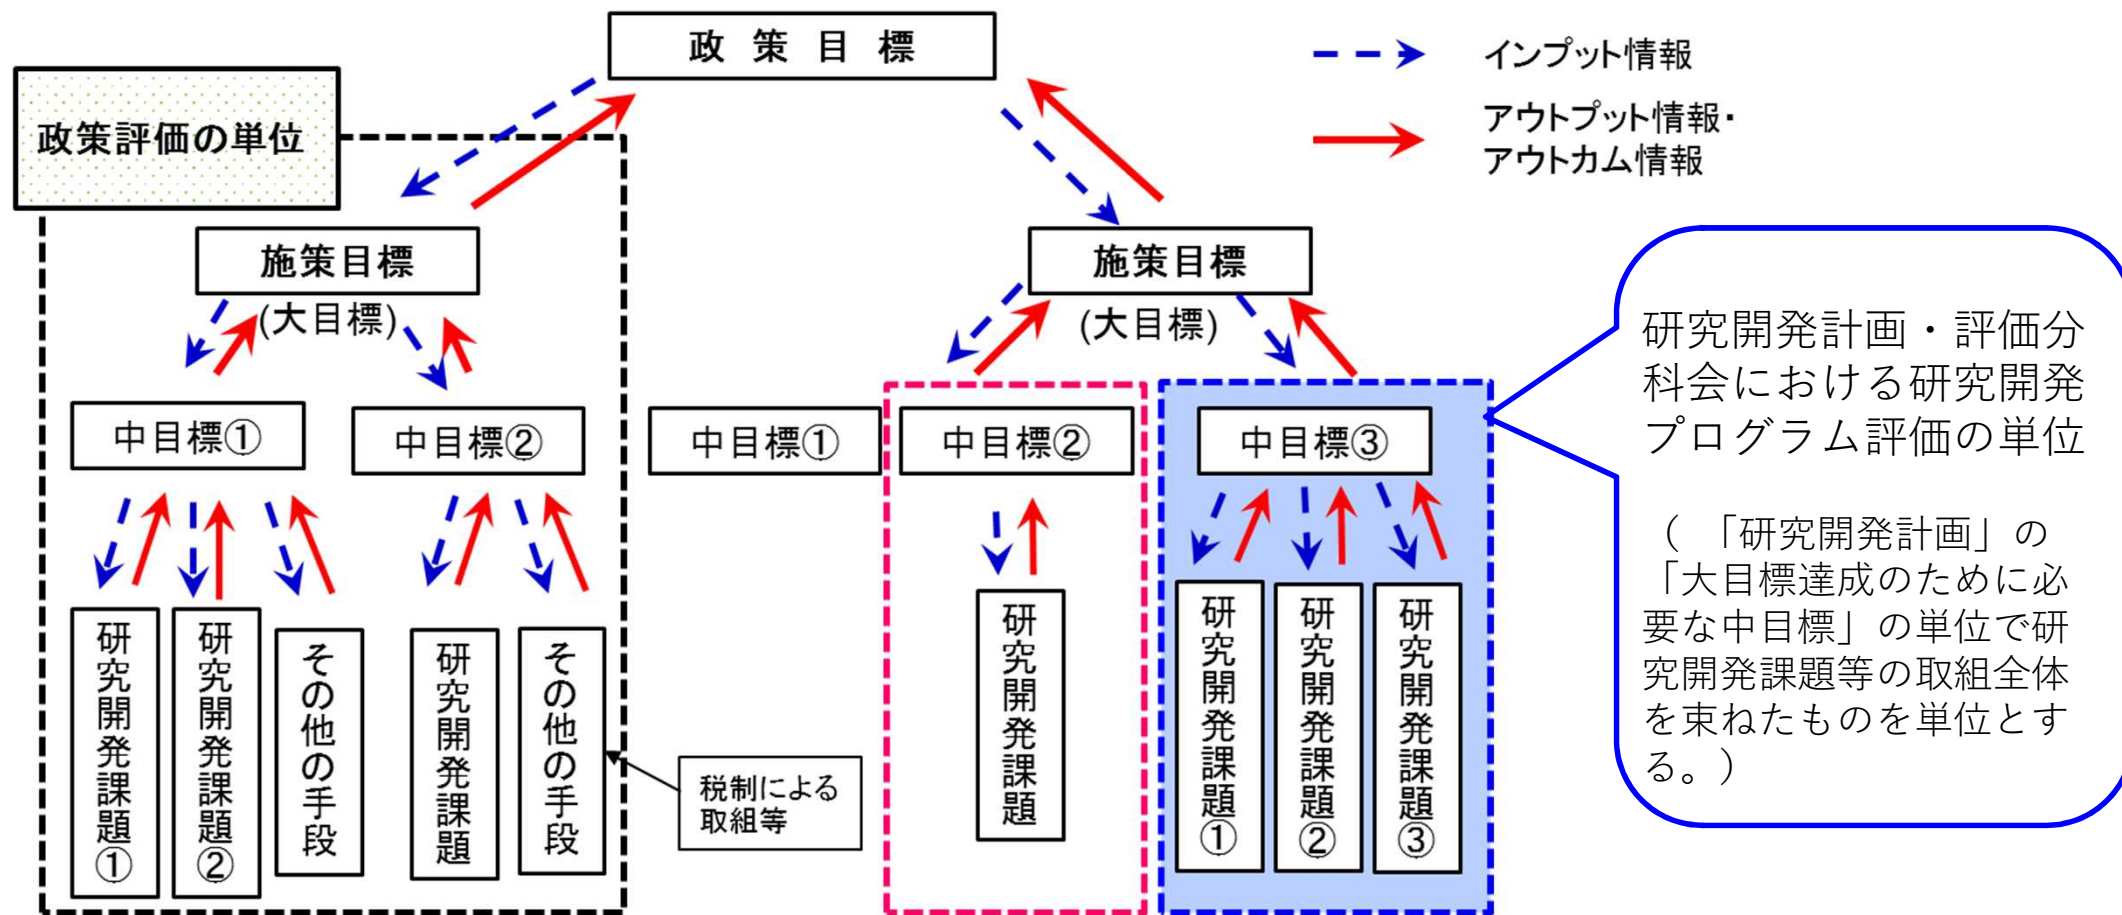 政 策 目 標
インプット情報
アウトプット情報・
アウトカム情報
政策評価の単位
施策目標
(大目標)
施策目標
(大目標)
中目標①
中目標②
中目標①
中目標②
中目標③
研究開発課題①
研究開発課題②
その他の手段
研究開発課題
その他の手段
税制による
取組等
研究開発課題
研究開発課題①
研究開発課題②
研究開発課題③
研究開発計画・評価分
科会における研究開発
プログラム評価の単位
（ 「研究開発計画」の
「大目標達成のために必
要な中目標」の単位で研
究開発課題等の取組全体
を束ねたものを単位とす
る。）